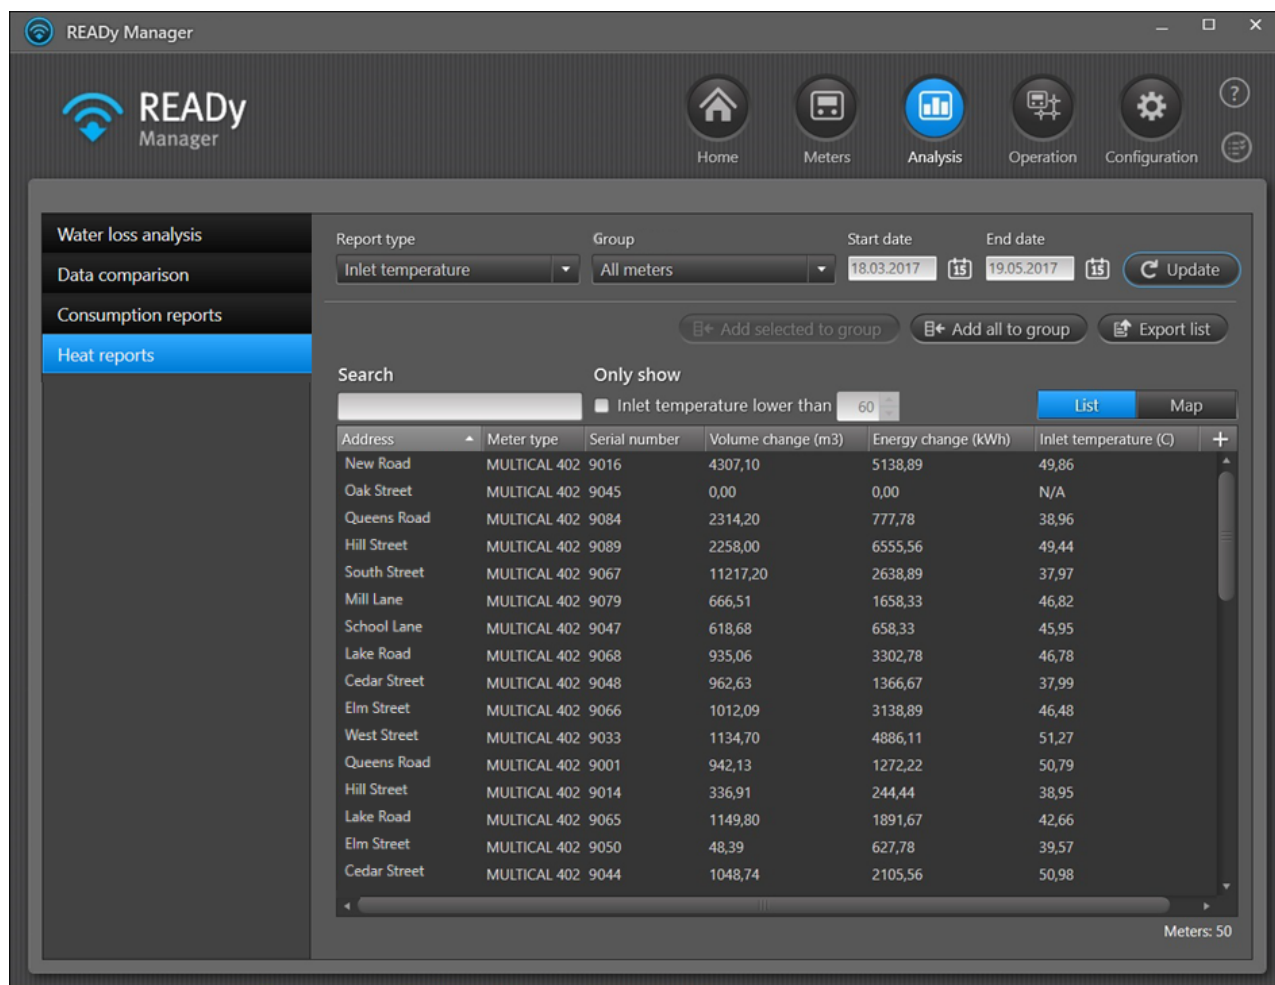 READy Manager
READy
Manager
?
Home Meters Analysis Operation Configuration
Water loss analysis
Data comparison
Consumption reports
Heat reports
Report type Group Start date End date
Inlet temperature All meters 18.03.2017 15 19.05.2017 15 Update
Add selected to group Add all to group Export list
Search Only show
Inlet temperature lower than 60 List Map
Address Meter type Serial number Volume change (m3) Energy change (kWh) Inlet temperature (C) +
New Road MULTICAL 402 9016 4307,10 5138,89 49,86
Oak Street MULTICAL 402 9045 0,00 0,00 N/A
Queens Road MULTICAL 402 9084 2314,20 777,78 38,96
Hill Street MULTICAL 402 9089 2258,00 6555,56 49,44
South Street MULTICAL 402 9067 11217,20 2638,89 37,97
Mill Lane MULTICAL 402 9079 666,51 1658,33 46,82
School Lane MULTICAL 402 9047 618,68 658,33 45,95
Lake Road MULTICAL 402 9068 935,06 3302,78 46,78
Cedar Street MULTICAL 402 9048 962,63 1366,67 37,99
Elm Street MULTICAL 402 9066 1012,09 3138,89 46,48
West Street MULTICAL 402 9033 1134,70 4886,11 51,27
Queens Road MULTICAL 402 9001 942,13 1272,22 50,79
Hill Street MULTICAL 402 9014 336,91 244,44 38,95
Lake Road MULTICAL 402 9065 1149,80 1891,67 42,66
Elm Street MULTICAL 402 9050 48,39 627,78 39,57
Cedar Street MULTICAL 402 9044 1048,74 2105,56 50,98
Meters: 50